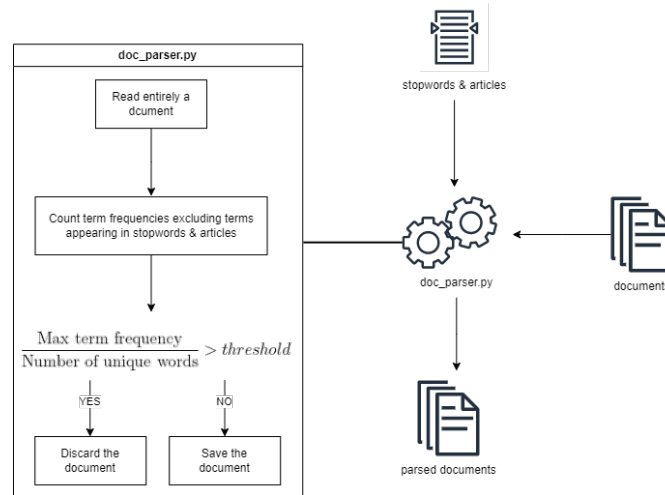 doc_parser.py
Read entirely a
dcument
Count term frequencies excluding terms
appearing in stopwords & articles
Max term frequency
Number of unique words
> threshold
YES
NO
Discard the
document
Save the
document
stopwords & articles
doc_parser.py
documents
parsed documents